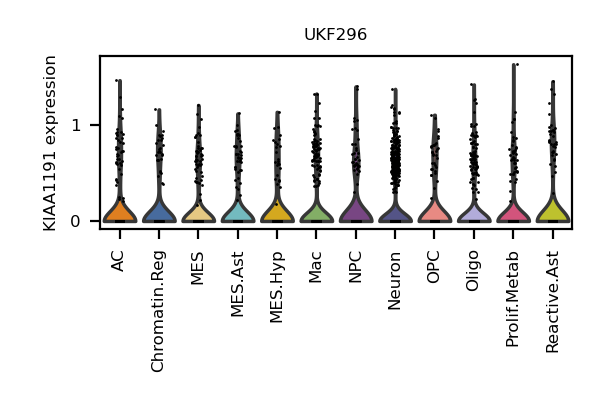 UKF296
KIAA1191 expression
1
0
AC
Chromatin.Reg
MES
MES.Ast
MES.Hyp
Mac
NPC
Neuron
OPC
Oligo
Prolif.Metab
Reactive.Ast